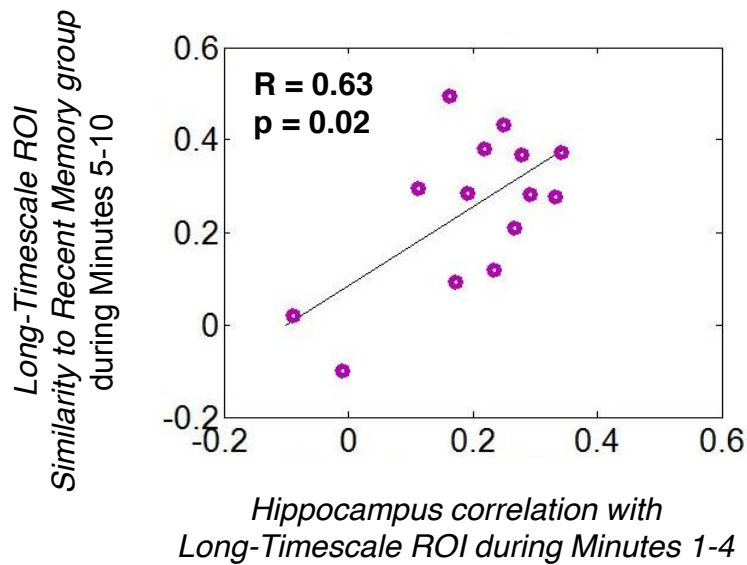 Long-Timescale ROI
Similarity to Recent Memory group
during Minutes 5-10
0.6
0.4
0.2
0
-0.2
R = 0.63
p = 0.02
-0.2
0
0.2
0.4
0.6
Hippocampus correlation with
Long-Timescale ROI during Minutes 1-4